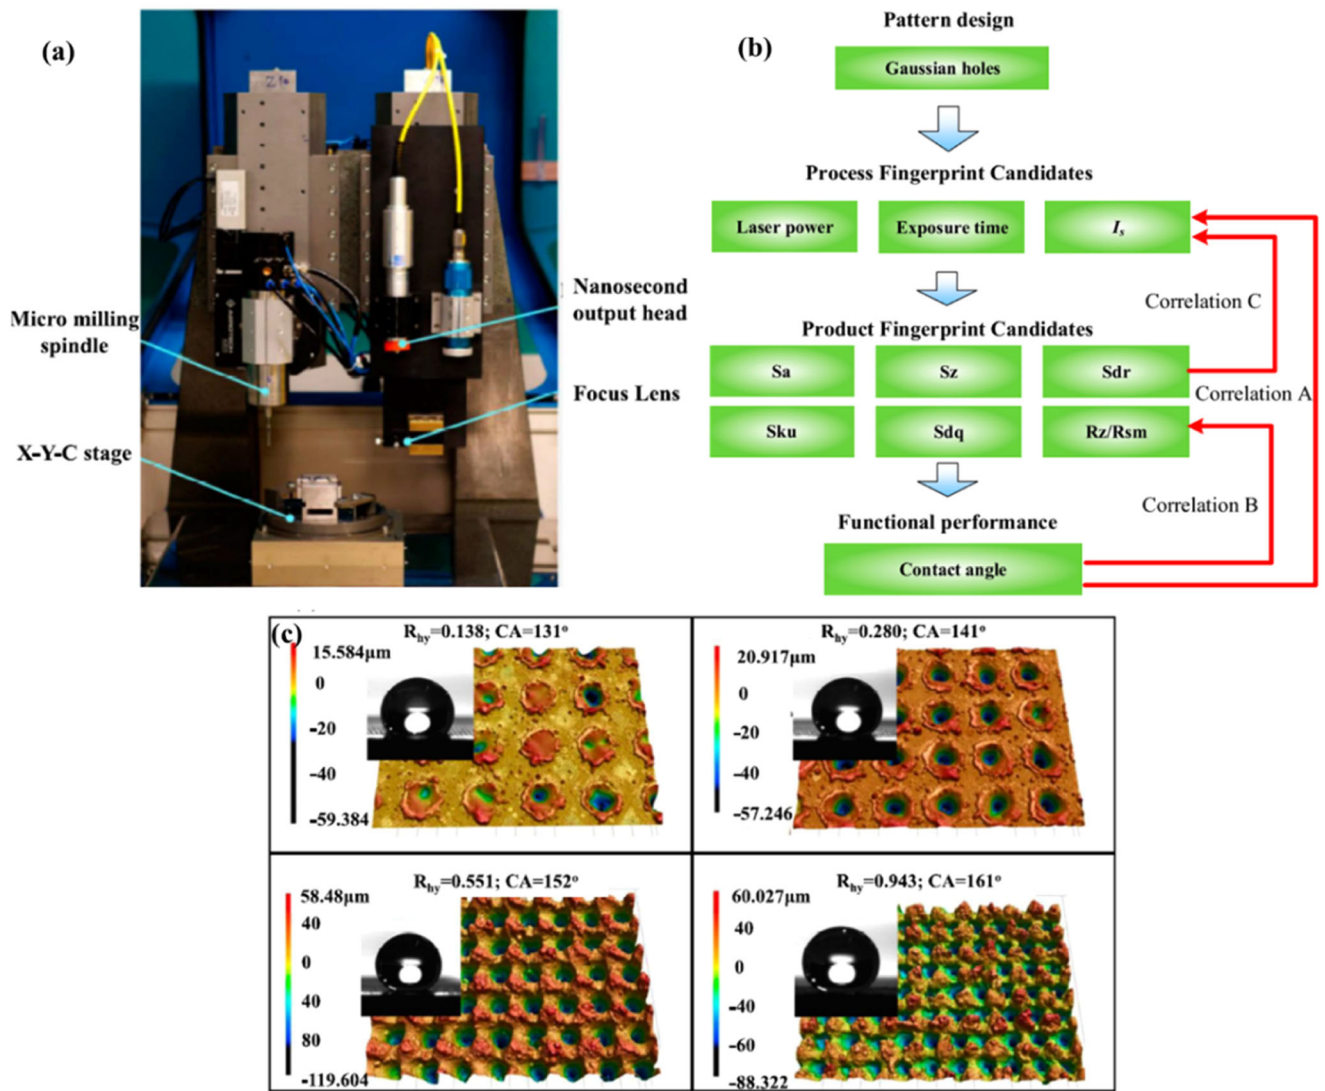 (a)
Micro milling
spindle
X-Y-C stage
Nanosecond
output head
Focus Lens
(b)
Pattern design
Gaussian holes
Process Fingerprint Candidates
Laser power
Exposure time
Is
Correlation C
Product Fingerprint Candidates
Sa
Sz
Sdr
Correlation A
Sku
Sdq
Rz/Rsm
Correlation B
Functional performance
Contact angle
(c)
Rhy=0.138; CA=131°
15.584μm
0
-20
-40
-59.384
Rhy=0.280; CA=141°
20.917μm
0
-20
-40
-57.246
Rhy=0.551; CA=152°
58.48μm
40
0
40
80
-119.604
Rhy=0.943; CA=161°
60.027μm
40
0
-40
-60
-88.322